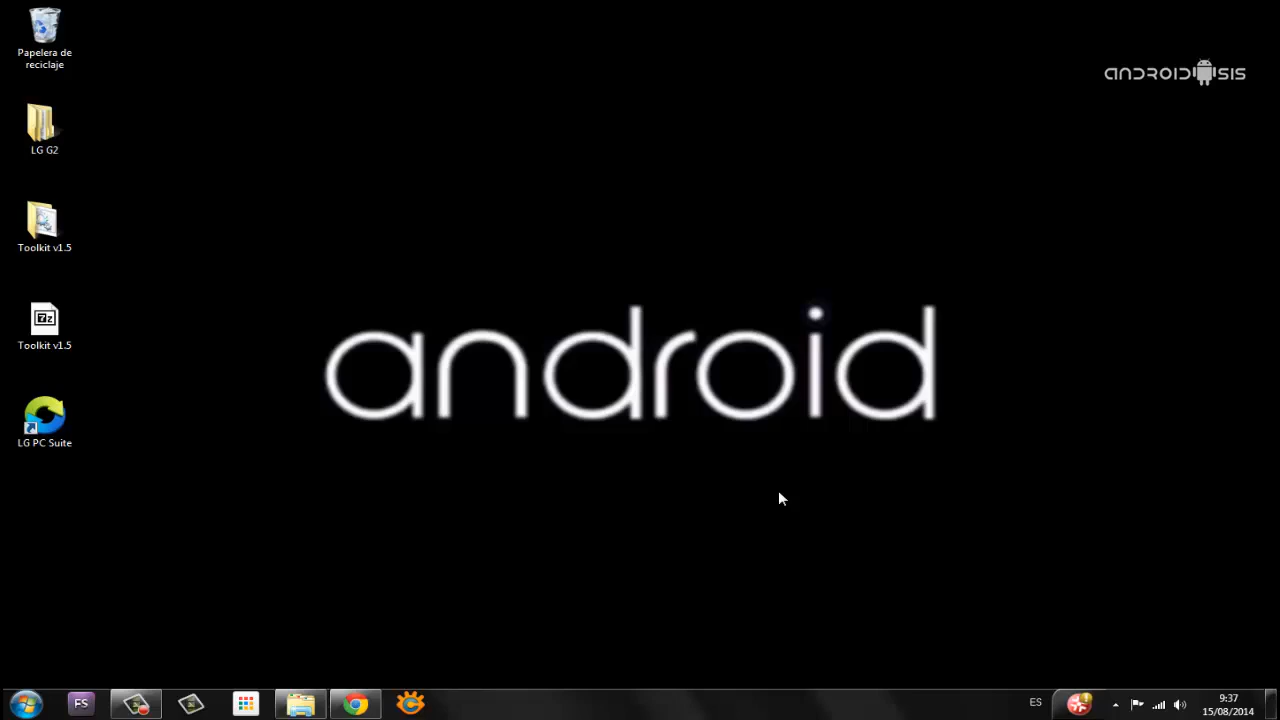 Papelera de
reciclaje
ANDROIDSIS
LG G2
Toolkit v1.5
7z
Toolkit v1.5
android
LG PC Suite
FS
ES
9:37
15/08/2014